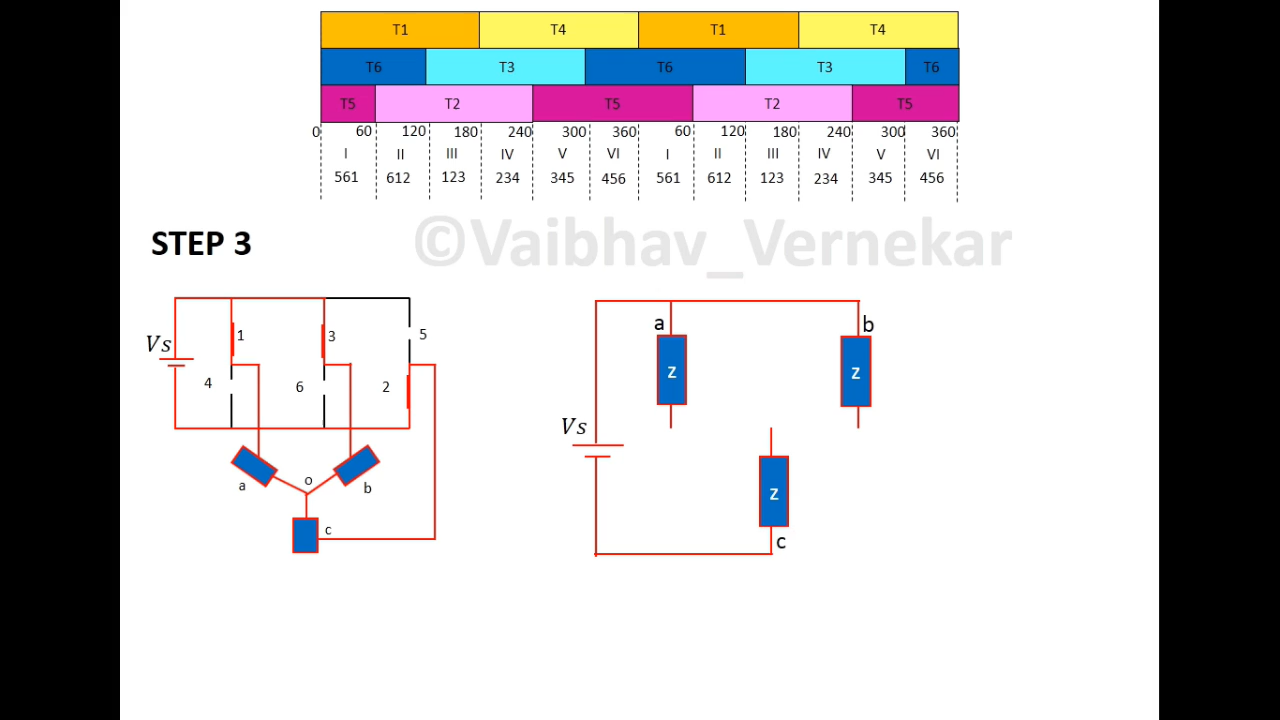 T1 T4 T1 T4
T6 T3 T6 T3 T6
T5 T2 T5 T2 T5
0 60 120 180 240 300 360 60 120 180 240 300 360
I II III IV V VI I II III IV V VI
561 612 123 234 345 456 561 612 123 234 345 456
©Vaibhav_Vernekar
STEP 3
Vs 1 3 5
4 6 2
a o b
c
a b
Z Z
Vs
Z
c